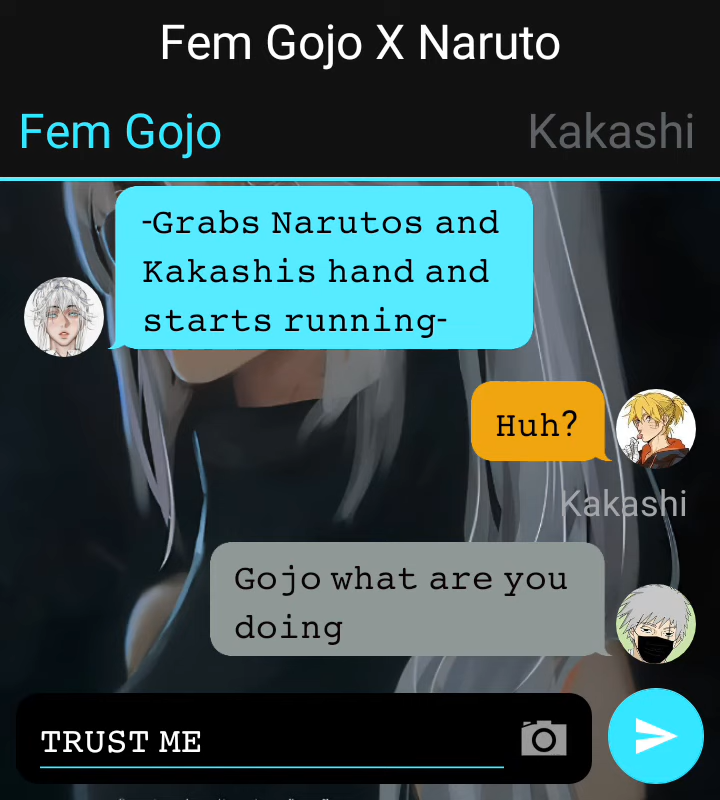 Fem Gojo X Naruto
Fem Gojo
Kakashi
-Grabs Narutos and
Kakashis hand and
starts running-
Huh?
Kakashi
Gojo what are you
doing
TRUST ME